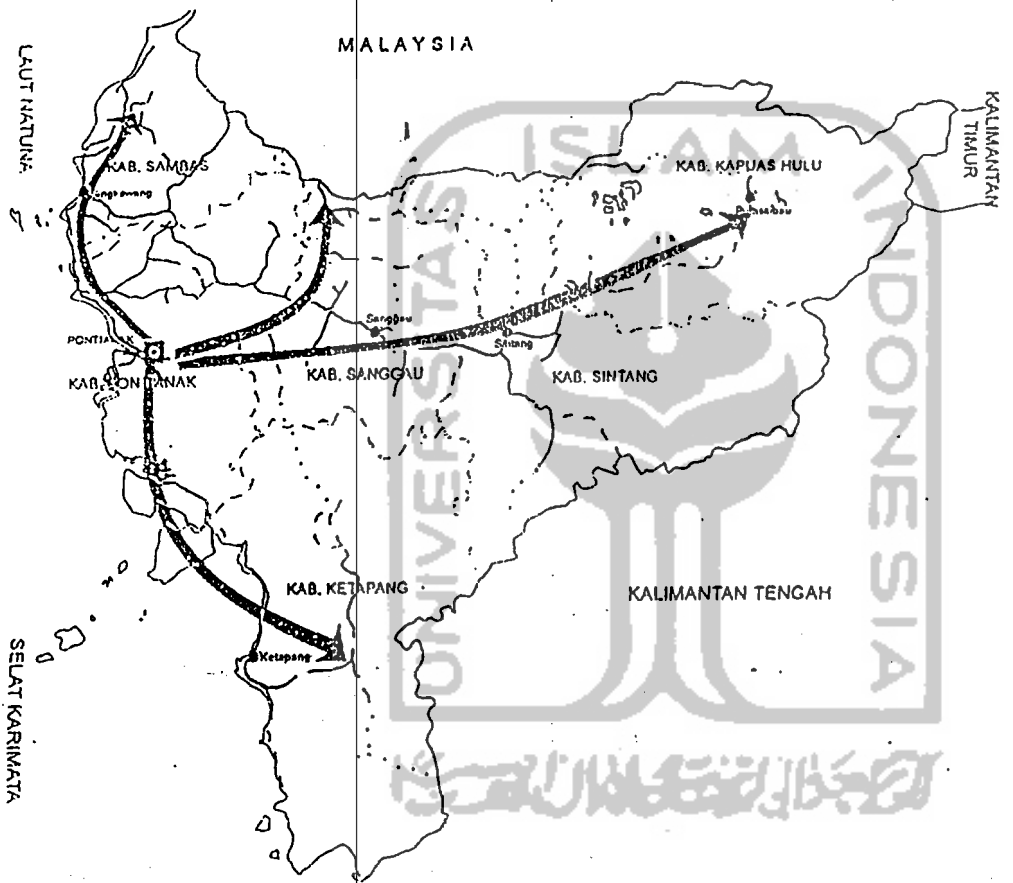 MALAYSIA
LAUT NATUNA
KALIMANTAN
TIMUR
KAB. SAMBAS
KAB. KAPUAS HULU
Sanggau
PONTIANAK
Sintang
KAB. PONTIANAK
KAB. SANGGAU
KAB. SINTANG
KAB. KETAPANG
KALIMANTAN TENGAH
Ketapang
SELAT KARIMATA
UNIVERSITAS
ISLAM
INDONESIA